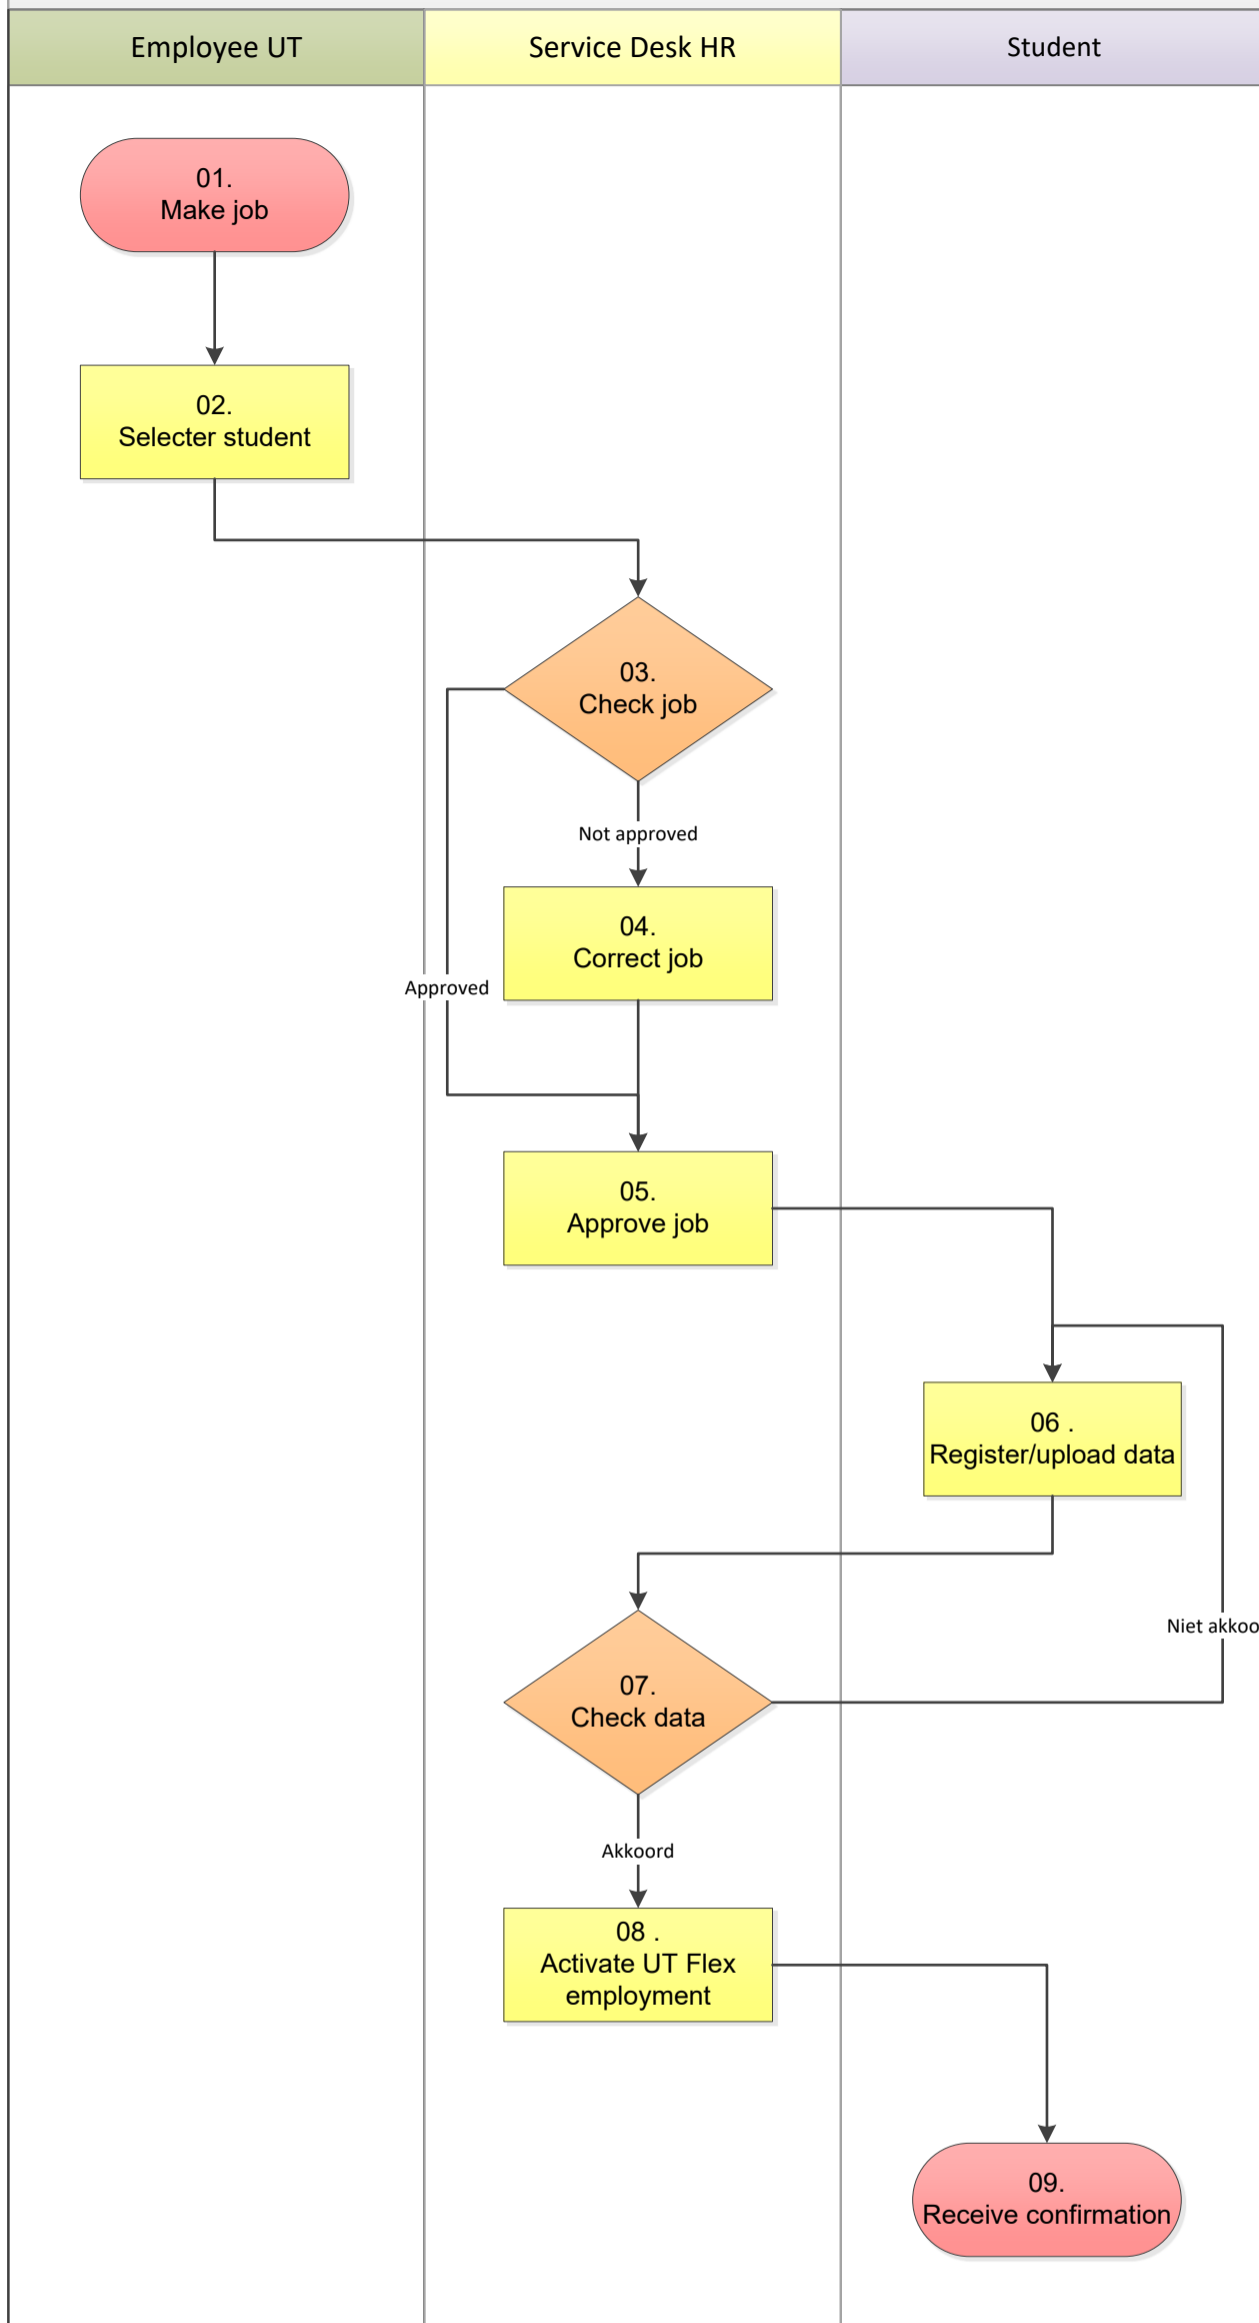 Employee UT
Service Desk HR
Student
01.
Make job
02.
Selecter student
03.
Check job
Not approved
04.
Correct job
Approved
05.
Approve job
06 .
Register/upload data
Niet akkoo
07.
Check data
Akkoord
08 .
Activate UT Flex
employment
09.
Receive confirmation